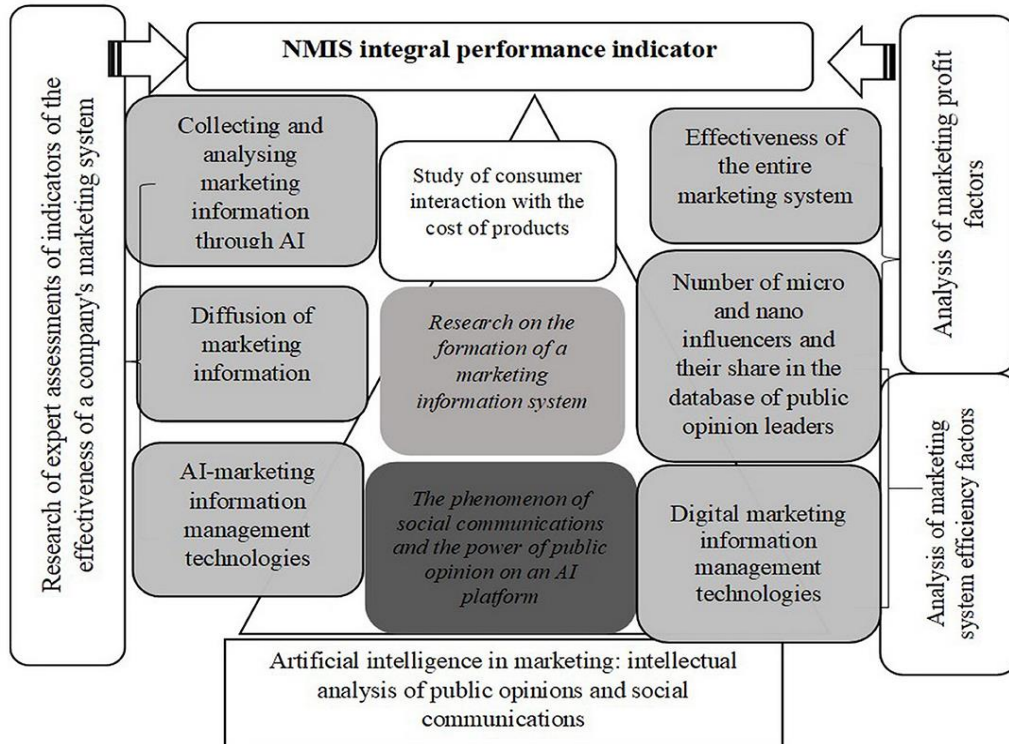 NMIS integral performance indicator
Research of expert assessments of indicators of the
effectiveness of a company's marketing system
Collecting and
analysing
marketing
information
through AI
Diffusion of
marketing
information
AI-marketing
information
management
technologies
Study of consumer
interaction with the
cost of products
Research on the
formation of a
marketing
information system
The phenomenon of
social communications
and the power of public
opinion on an AI
platform
Effectiveness of
the entire
marketing system
Number of micro
and nano
influencers and
their share in the
database of public
opinion leaders
Digital marketing
information
management
technologies
Analysis of marketing profit
factors
Analysis of marketing
system efficiency factors
Artificial intelligence in marketing: intellectual
analysis of public opinions and social
communications